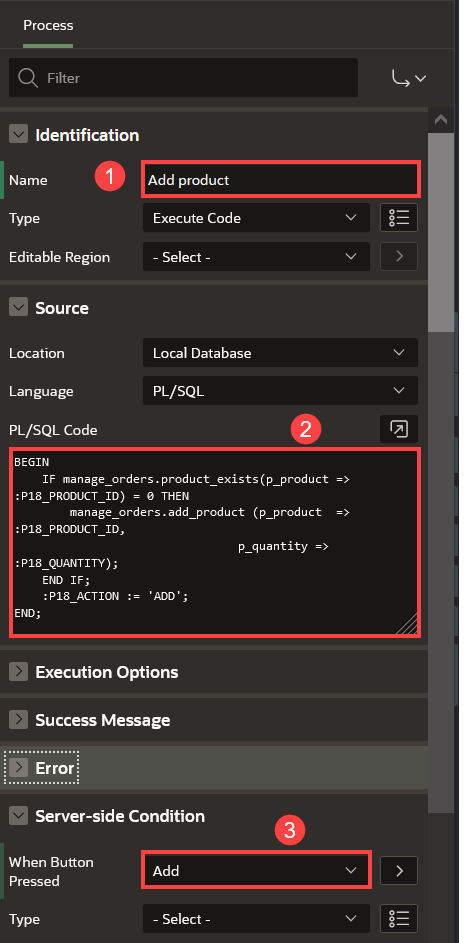 Process
Filter
Identification
Name 1 Add product
Type Execute Code
Editable Region - Select -
Source
Location Local Database
Language PL/SQL
PL/SQL Code 2
BEGIN
    IF manage_orders.product_exists(p_product =>
:P18_PRODUCT_ID) = 0 THEN
        manage_orders.add_product (p_product  =>
:P18_PRODUCT_ID,
                                p_quantity =>
:P18_QUANTITY);
    END IF;
    :P18_ACTION := 'ADD';
END;
Execution Options
Success Message
Error
Server-side Condition
3
When Button
Pressed
Add
Type - Select -